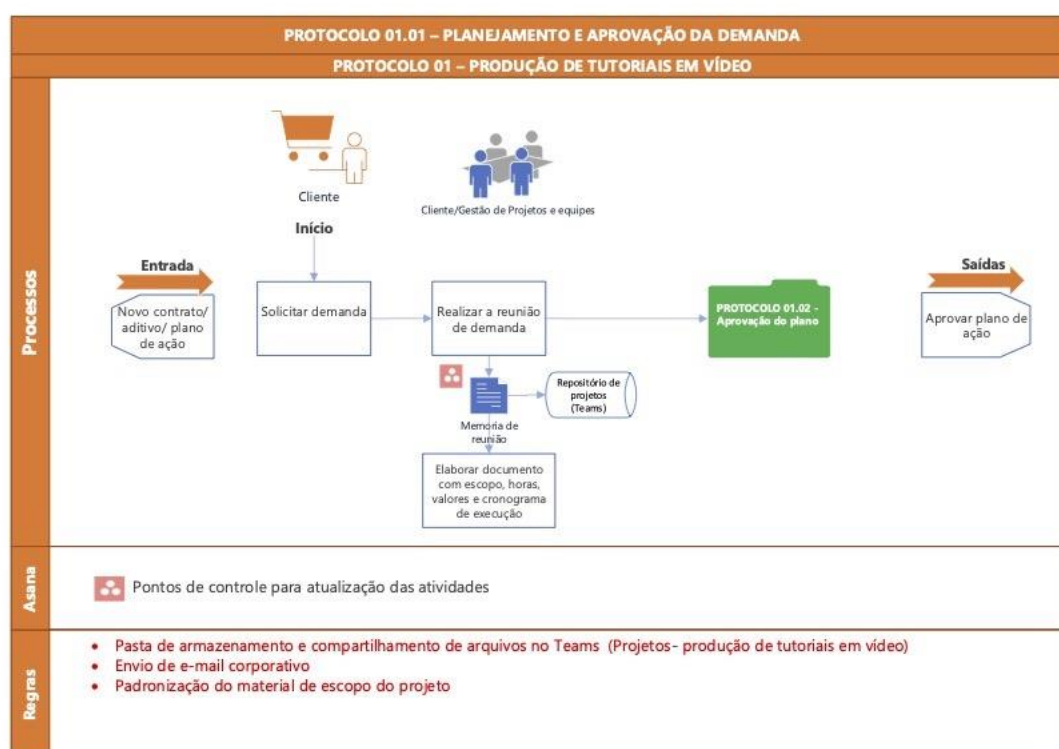 PROTOCOLO 01.01 – PLANEJAMENTO E APROVAÇÃO DA DEMANDA
PROTOCOLO 01 – PRODUÇÃO DE TUTORIAIS EM VÍDEO
Processos
Cliente
Cliente/Gestão de Projetos e equipes
Início
Entrada
Novo contrato/
aditivo/ plano
de ação
Solicitar demanda
Realizar a reunião
de demanda
PROTOCOLO 01.02 -
Aprovação do plano
Saídas
Aprovar plano de
ação
Repositório de
projetos
(Teams)
Memoria de
reunião
Elaborar documento
com escopo, horas,
valores e cronograma
de execução
Asana
Pontos de controle para atualização das atividades
Regras
• Pasta de armazenamento e compartilhamento de arquivos no Teams (Projetos- produção de tutoriais em vídeo)
• Envio de e-mail corporativo
• Padronização do material de escopo do projeto